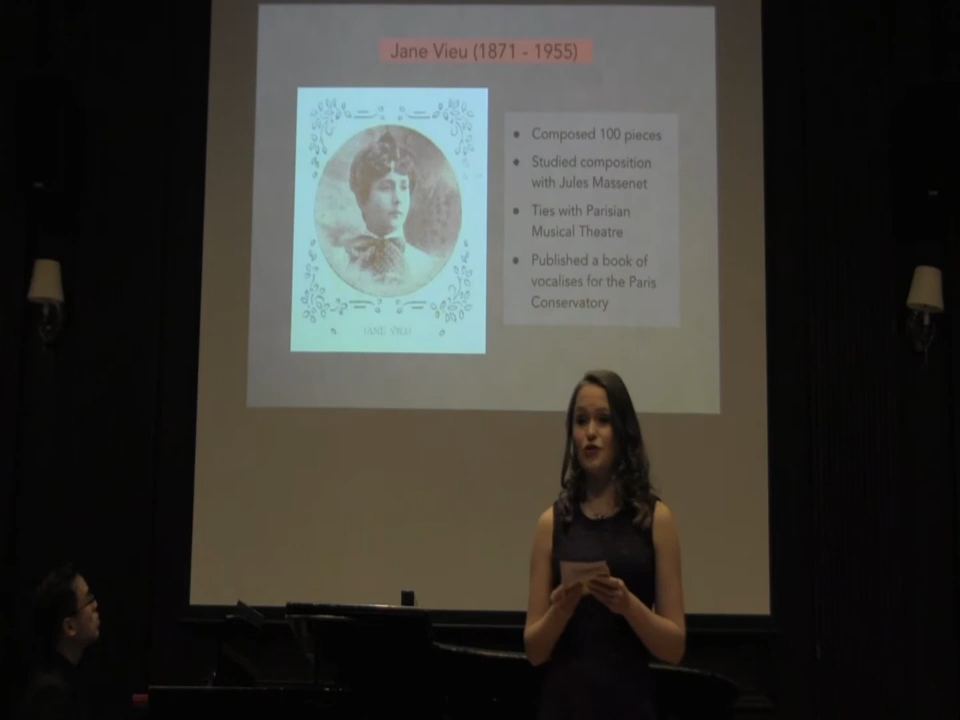 Jane Vieu (1871 - 1955)
• Composed 100 pieces
• Studied composition
with Jules Massenet
• Ties with Parisian
Musical Theatre
• Published a book of
vocalises for the Paris
Conservatory
JANE VIEU